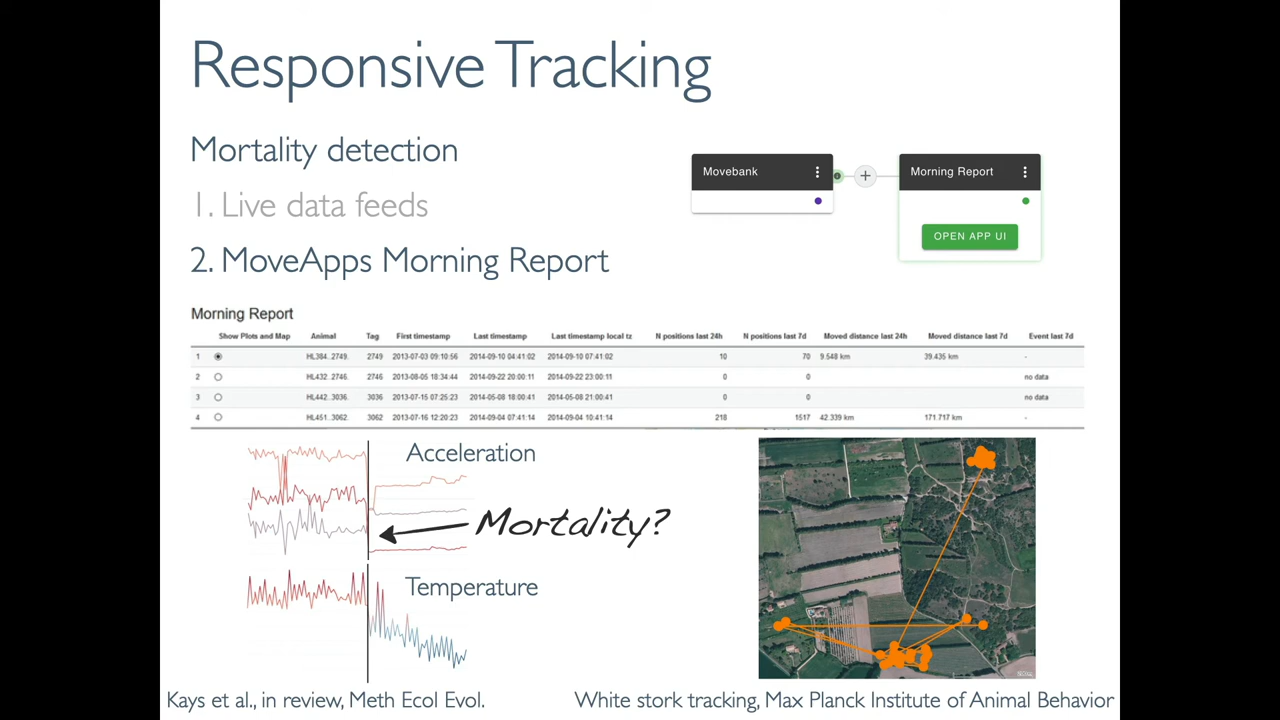 Responsive Tracking
Mortality detection
1. Live data feeds
2. MoveApps Morning Report
Movebank
Morning Report
OPEN APP UI
Morning Report
Show Plots and Map Animal Tag First timestamp Last timestamp Last timestamp local tz N positions last 24h N positions last 7d Moved distance last 24h Moved distance last 7d Event last 7d
1 HL384..2749. 2749 2013-07-03 09:10:56 2014-09-10 04:41:02 2014-09-10 07:41:02 10 70 9.548 km 39.435 km -
2 HL432..2746. 2746 2013-08-05 18:34:44 2014-09-22 20:00:11 2014-09-22 23:00:11 0 0 no data
3 HL442..3036. 3036 2013-07-15 07:25:23 2014-05-08 18:00:41 2014-05-08 21:00:41 0 0 no data
4 HL451..3062. 3062 2013-07-16 12:20:23 2014-09-04 07:41:14 2014-09-04 10:41:14 218 1517 42.339 km 171.717 km -
Acceleration
Mortality?
Temperature
Kays et al., in review, Meth Ecol Evol.
White stork tracking, Max Planck Institute of Animal Behavior